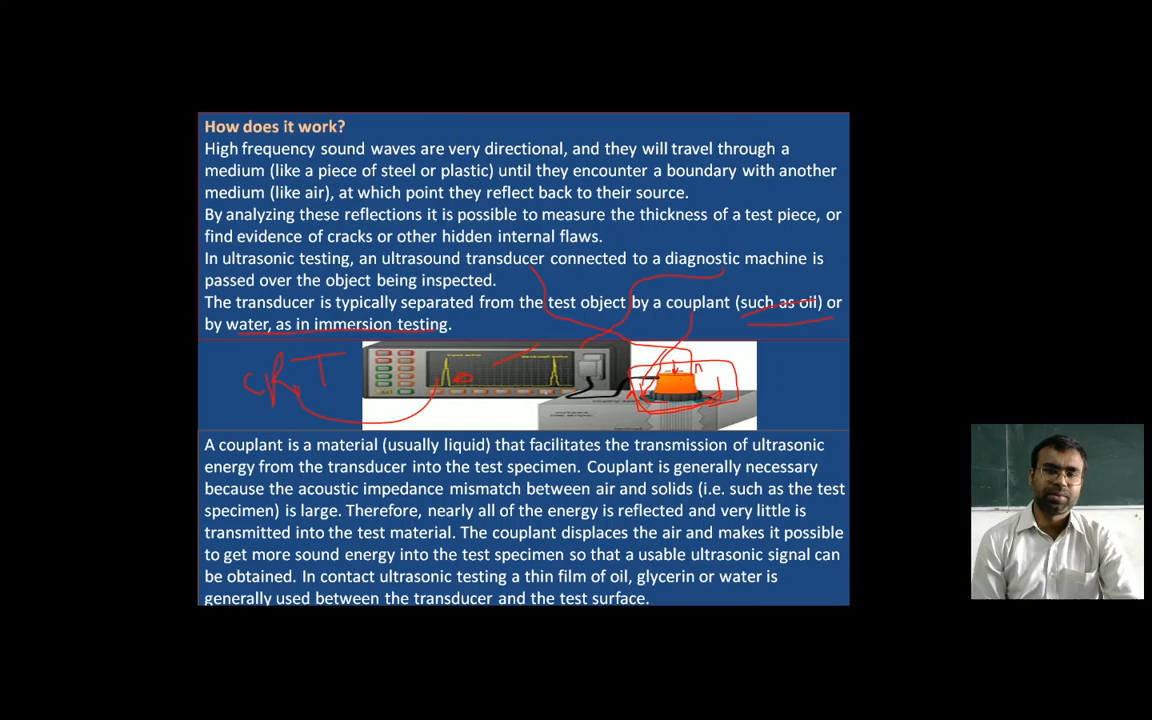 How does it work?
High frequency sound waves are very directional, and they will travel through a
medium (like a piece of steel or plastic) until they encounter a boundary with another
medium (like air), at which point they reflect back to their source.
By analyzing these reflections it is possible to measure the thickness of a test piece, or
find evidence of cracks or other hidden internal flaws.
In ultrasonic testing, an ultrasound transducer connected to a diagnostic machine is
passed over the object being inspected.
The transducer is typically separated from the test object by a couplant (such as oil) or
by water, as in immersion testing.
CRT
A couplant is a material (usually liquid) that facilitates the transmission of ultrasonic
energy from the transducer into the test specimen. Couplant is generally necessary
because the acoustic impedance mismatch between air and solids (i.e. such as the test
specimen) is large. Therefore, nearly all of the energy is reflected and very little is
transmitted into the test material. The couplant displaces the air and makes it possible
to get more sound energy into the test specimen so that a usable ultrasonic signal can
be obtained. In contact ultrasonic testing a thin film of oil, glycerin or water is
generally used between the transducer and the test surface.